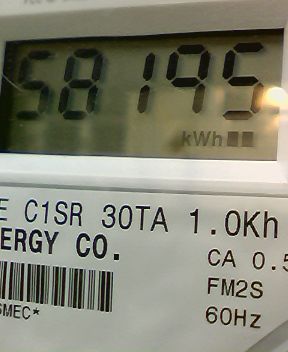 58195
kWh
E C1SR 30TA 1.0Kh
ERGY CO.
CA 0.5
FM2S
60Hz
SMEC*